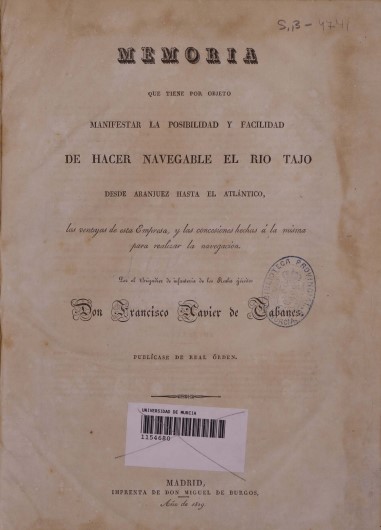 S,B-4741
MEMORIA
QUE TIENE POR OBJETO
MANIFESTAR LA POSIBILIDAD Y FACILIDAD
DE HACER NAVEGABLE EL RIO TAJO
DESDE ARANJUEZ HASTA EL ATLÁNTICO,
las ventajas de esta Empresa, y las concesiones hechas á la misma
para realizar la navegacion.
Por el Brigadier de infantería de los Reales
Don Francisco Xavier de Cabanes.
PUBLÍCASE DE REAL ÓRDEN.
BIBLIOTECA PROVINCIAL
UNIVERSIDAD DE MURCIA
1154680
MADRID,
IMPRENTA DE DON MIGUEL DE BURGOS.
Año de 1829.